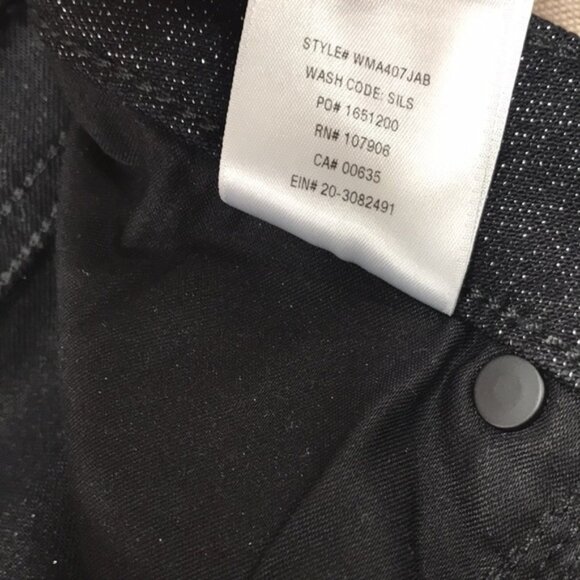 STYLE# WMA407JAB
WASH CODE: SILS
PO# 1651200
RN# 107906
CA# 00635
EIN# 20-3082491